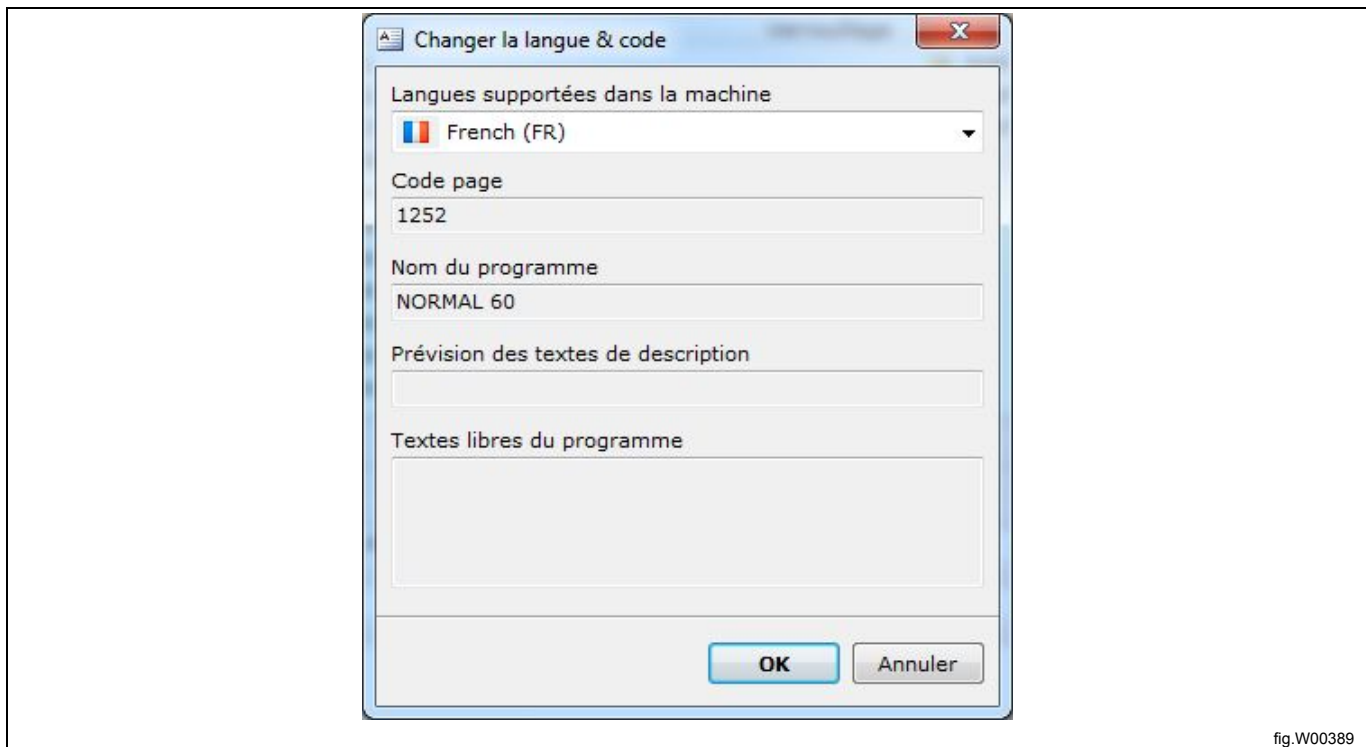 Changer la langue & code
Langues supportées dans la machine
French (FR)
Code page
1252
Nom du programme
NORMAL 60
Prévision des textes de description
Textes libres du programme
OK Annuler
fig.W00389